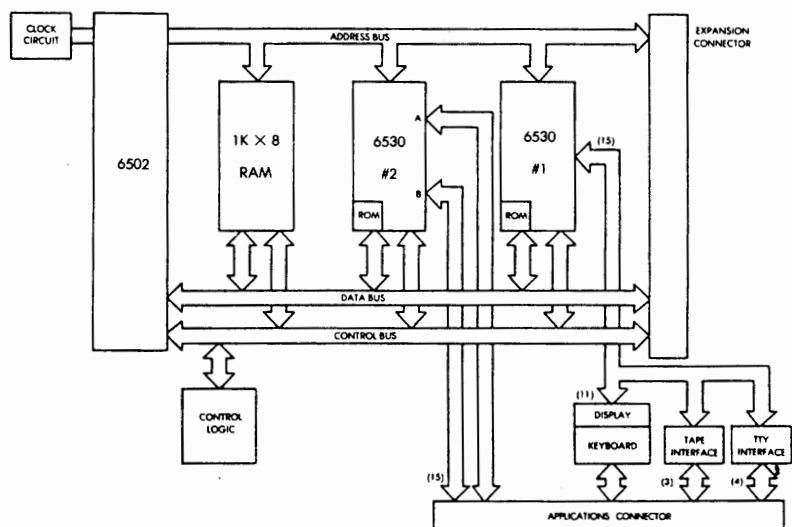 CLOCK
CIRCUIT
ADDRESS BUS
EXPANSION
CONNECTOR
6502
1K × 8
RAM
6530
#2
A
B
ROM
6530
#1
(15)
ROM
DATA BUS
CONTROL BUS
CONTROL
LOGIC
(15)
(11)
DISPLAY
KEYBOARD
TAPE
INTERFACE
TTY
INTERFACE
(3)
(4)
APPLICATIONS CONNECTOR